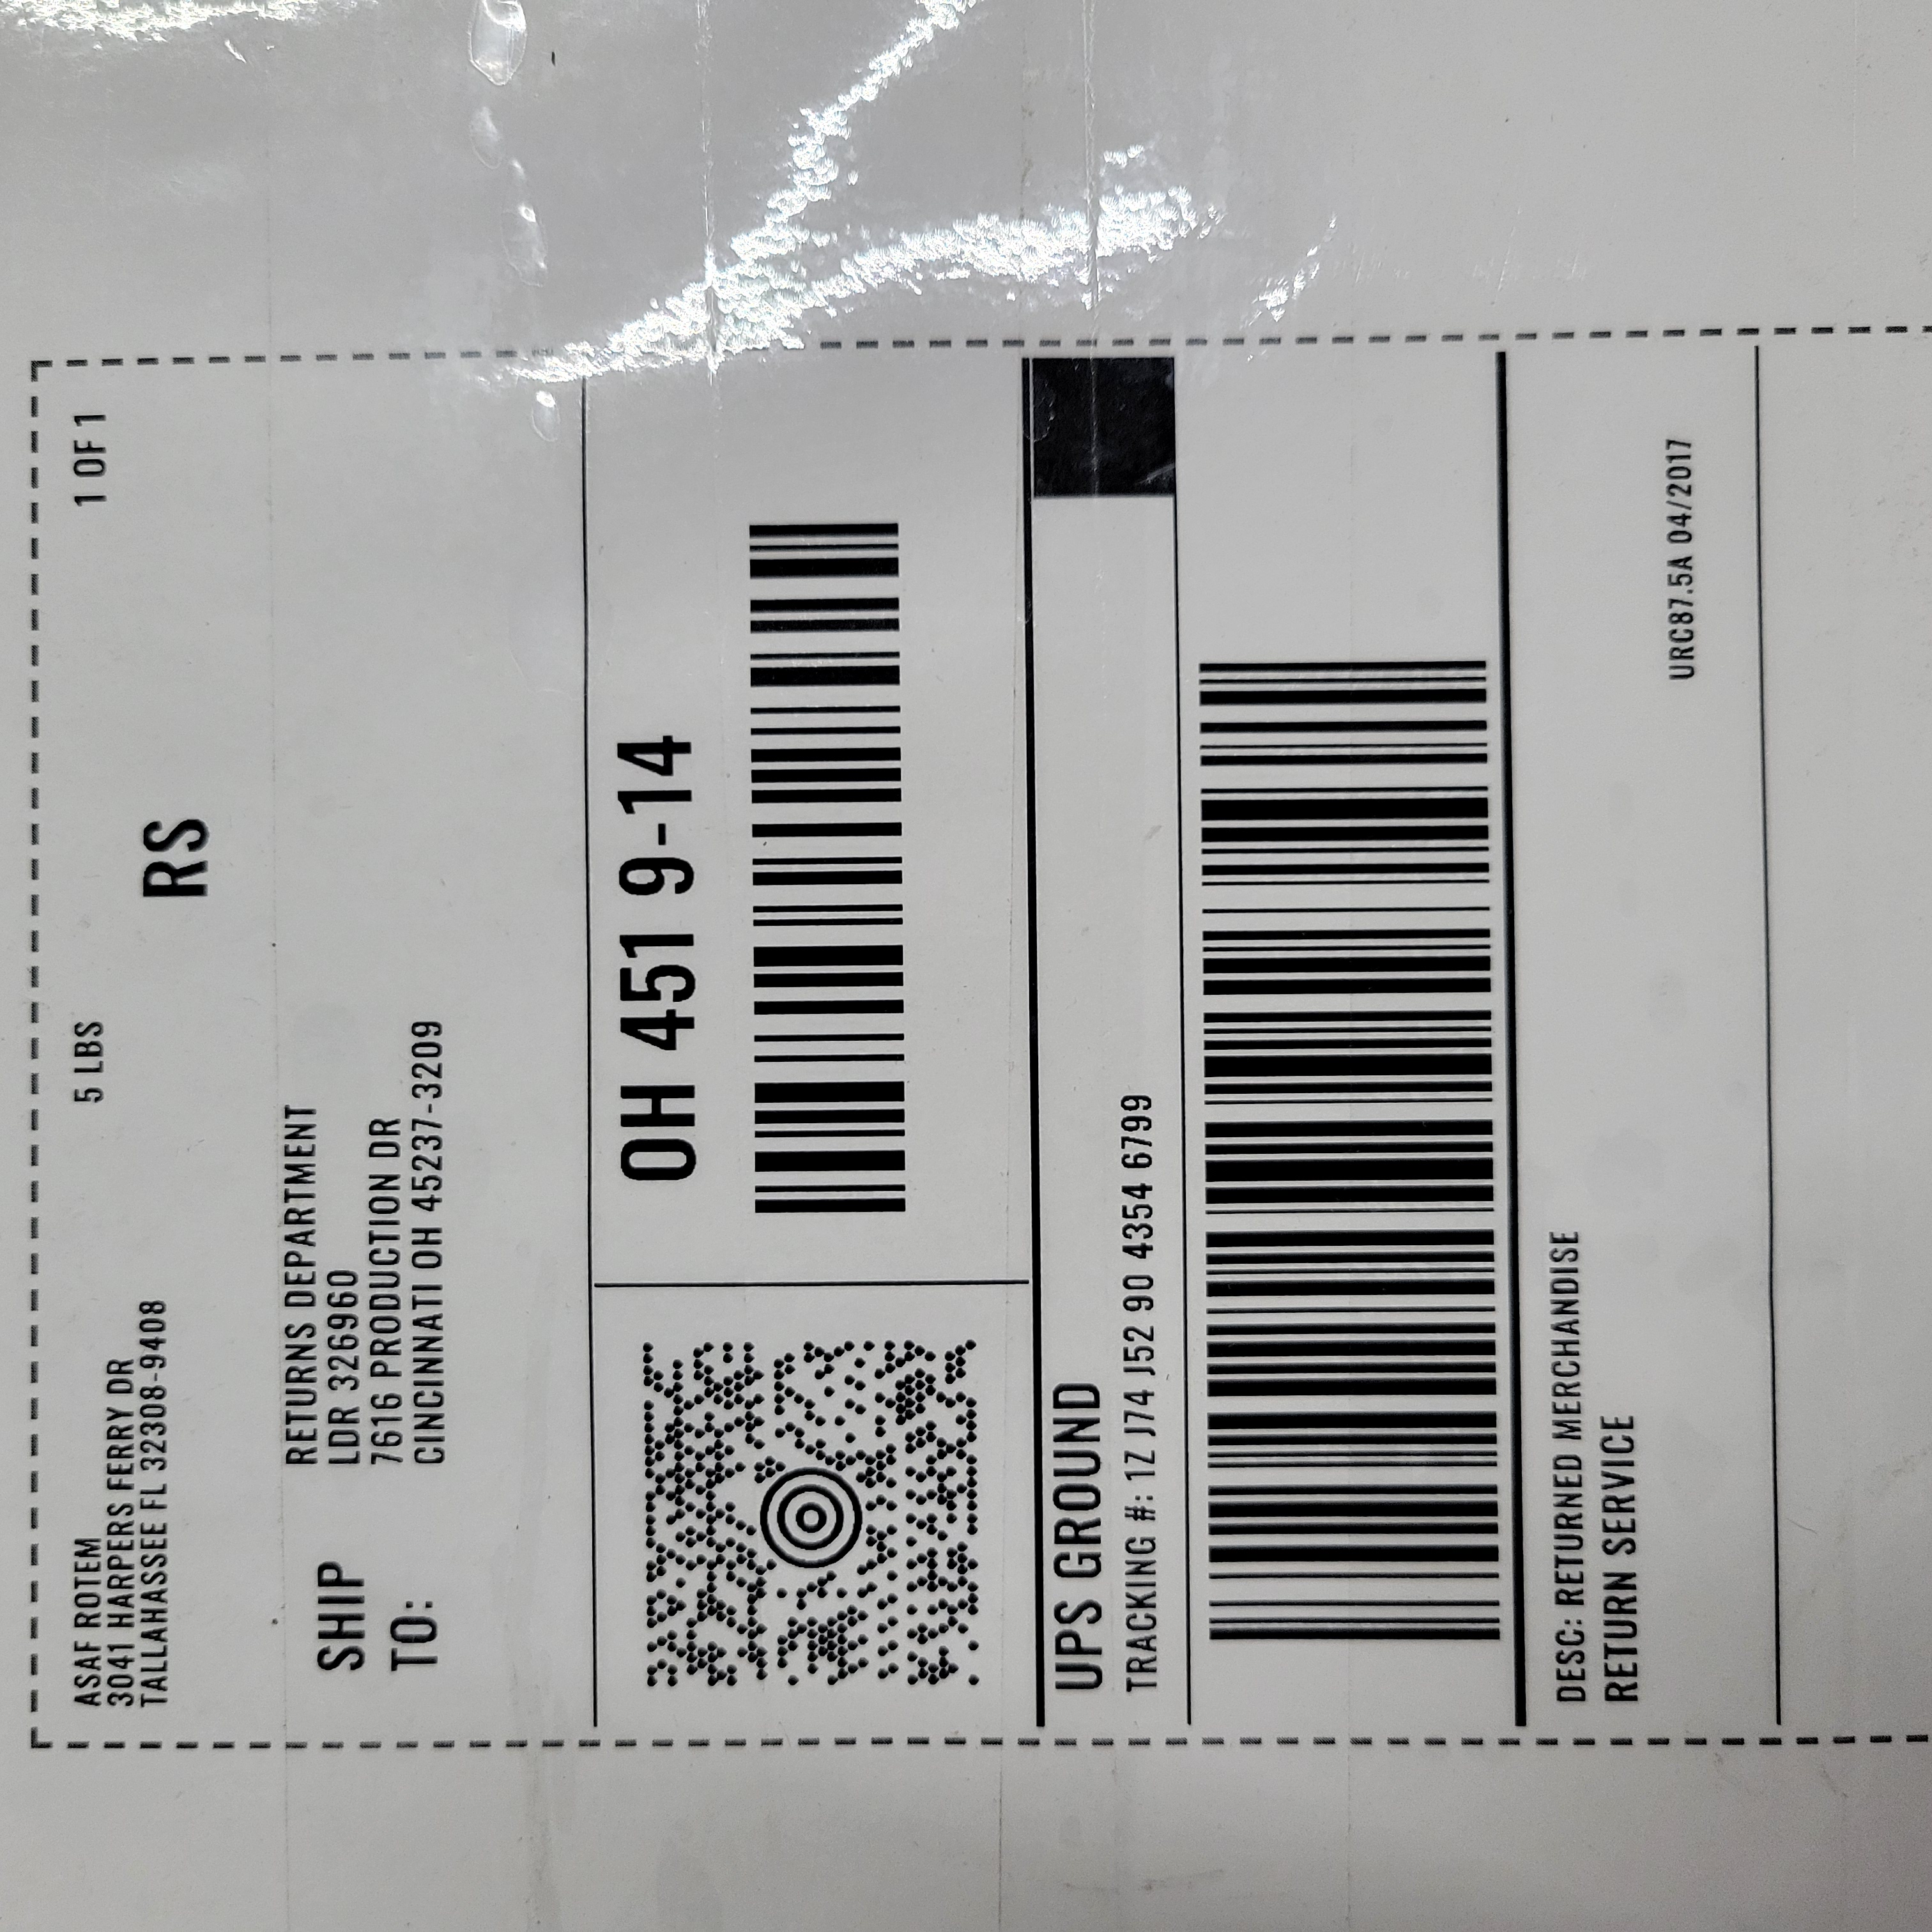 ASAF ROTEM
3041 HARPERS FERRY DR
TALLAHASSEE FL 32308-9408
5 LBS
1 OF 1
RS
SHIP
TO:
RETURNS DEPARTMENT
LDR 326960
7616 PRODUCTION DR
CINCINNATI OH 45237-3209
OH 451 9-14
UPS GROUND
TRACKING #: 1Z J74 J52 90 4354 6799
DESC: RETURNED MERCHANDISE
RETURN SERVICE
URC87.5A 04/2017